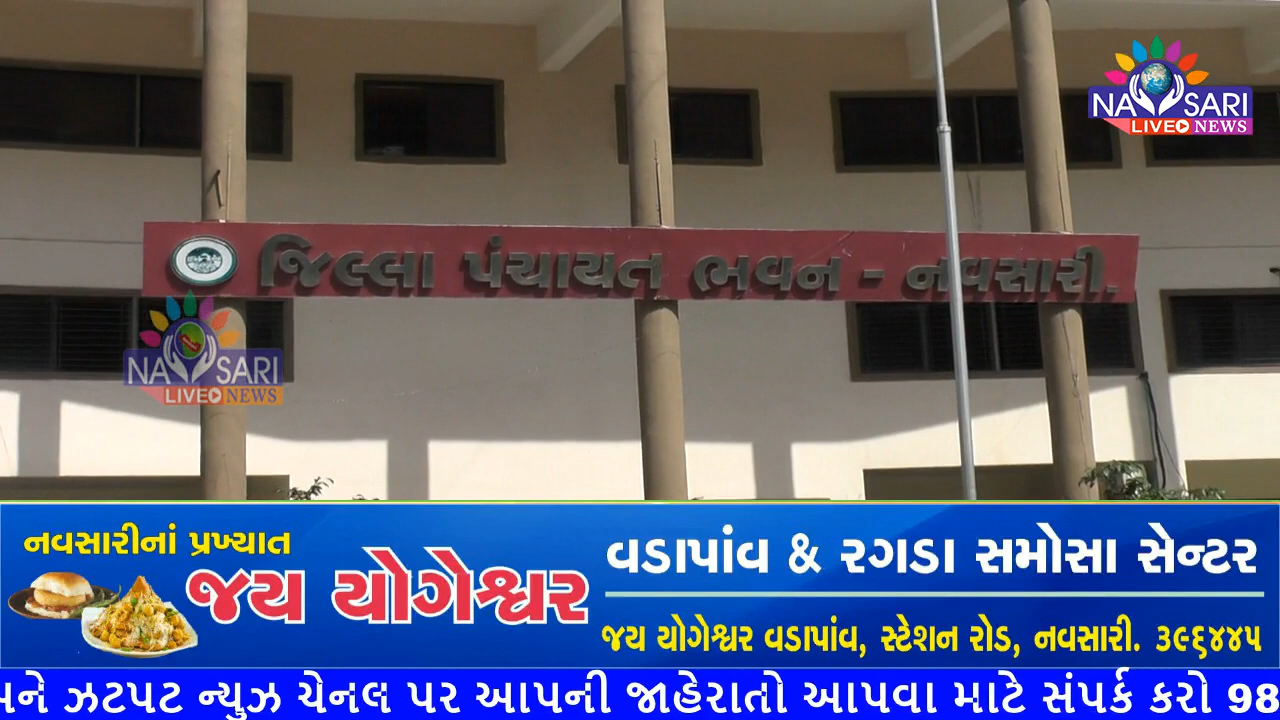 NAVSARI
LIVE NEWS
જિલ્લા પંચાયત ભવન - નવસારી.
NAVSARI
LIVE NEWS
નવસારીનાં પ્રખ્યાત
જય યોગેશ્વર
વડાપાંવ & રગડા સમોસા સેન્ટર
જય યોગેશ્વર વડાપાંવ, સ્ટેશન રોડ, નવસારી. ૩૯૬૪૪૫
ઝટપટ ન્યુઝ ચેનલ પર આપની જાહેરાતો આપવા માટે સંપર્ક કરો 98